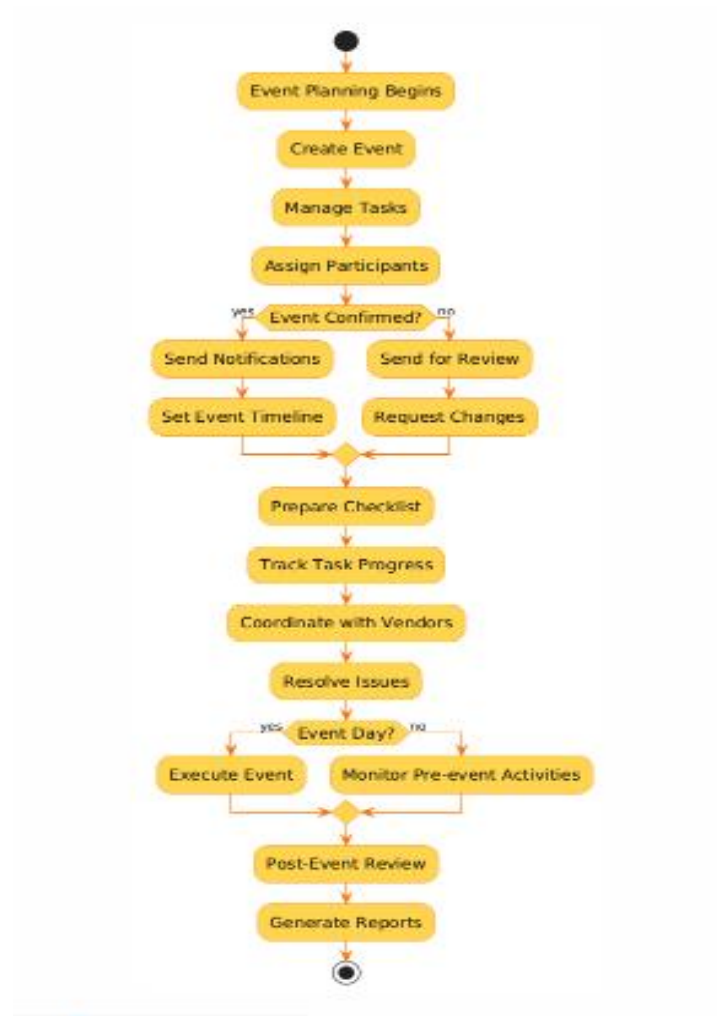 Event Planning Begins
Create Event
Manage Tasks
Assign Participants
yes Event Confirmed? no
Send Notifications Send for Review
Set Event Timeline Request Changes
Prepare Checklist
Track Task Progress
Coordinate with Vendors
Resolve Issues
yes Event Day? no
Execute Event Monitor Pre-event Activities
Post-Event Review
Generate Reports